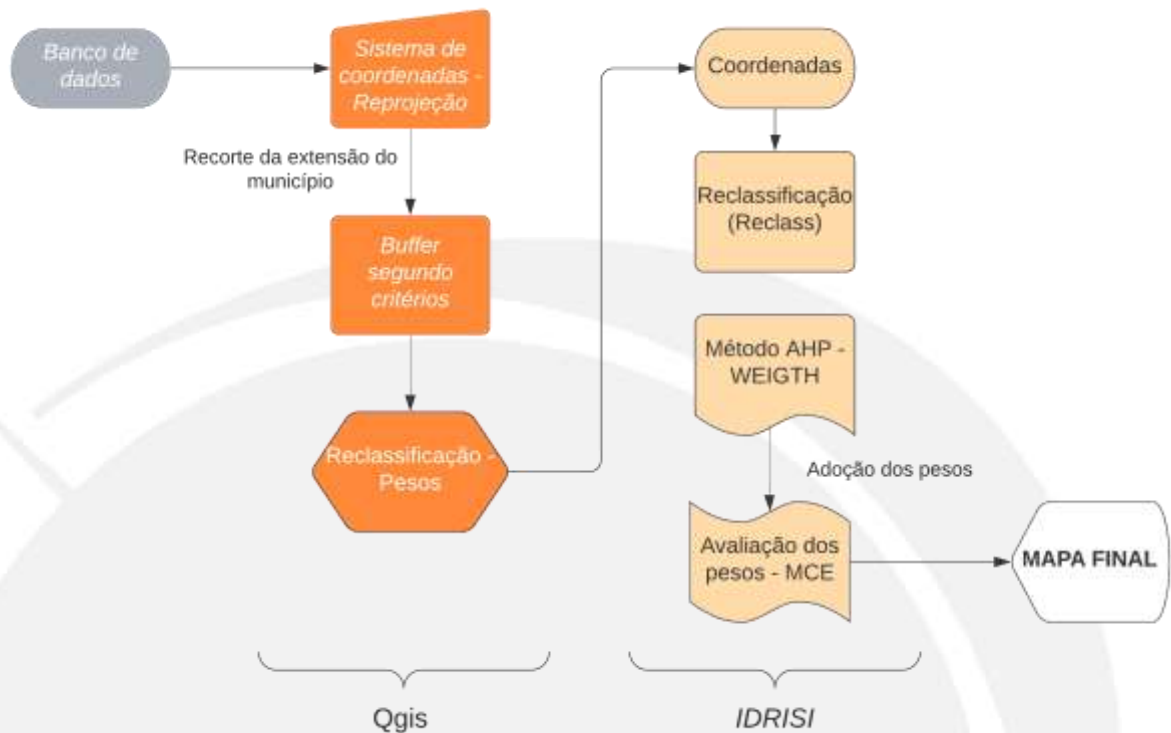 Banco de
dados
Sistema de
coordenadas -
Reprojeção
Recorte da extensão do
município
Buffer
segundo
critérios
Reclassificação -
Pesos
Coordenadas
Reclassificação
(Reclass)
Método AHP -
WEIGTH
Adoção dos pesos
Avaliação dos
pesos - MCE
MAPA FINAL
Qgis
IDRISI